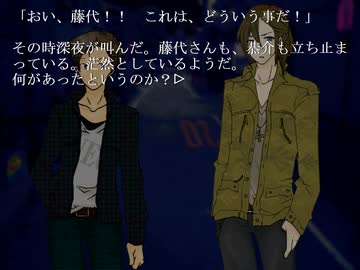 「おい、藤代！！　これは、どういう事だ！」
その時深夜が叫んだ。藤代さんも、恭介も立ち止ま
っている。茫然としているようだ。
何があったというのか？▷